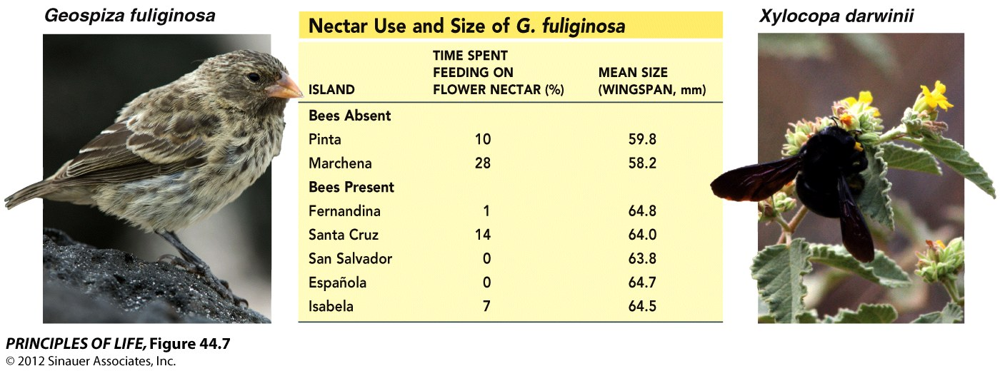 Geospiza fuliginosa
Xylocopa darwinii
Nectar Use and Size of G. fuliginosa
ISLAND TIME SPENT FEEDING ON FLOWER NECTAR (%) MEAN SIZE (WINGSPAN, mm)
Bees Absent
Pinta 10 59.8
Marchena 28 58.2
Bees Present
Fernandina 1 64.8
Santa Cruz 14 64.0
San Salvador 0 63.8
Española 0 64.7
Isabela 7 64.5
PRINCIPLES OF LIFE, Figure 44.7
© 2012 Sinauer Associates, Inc.